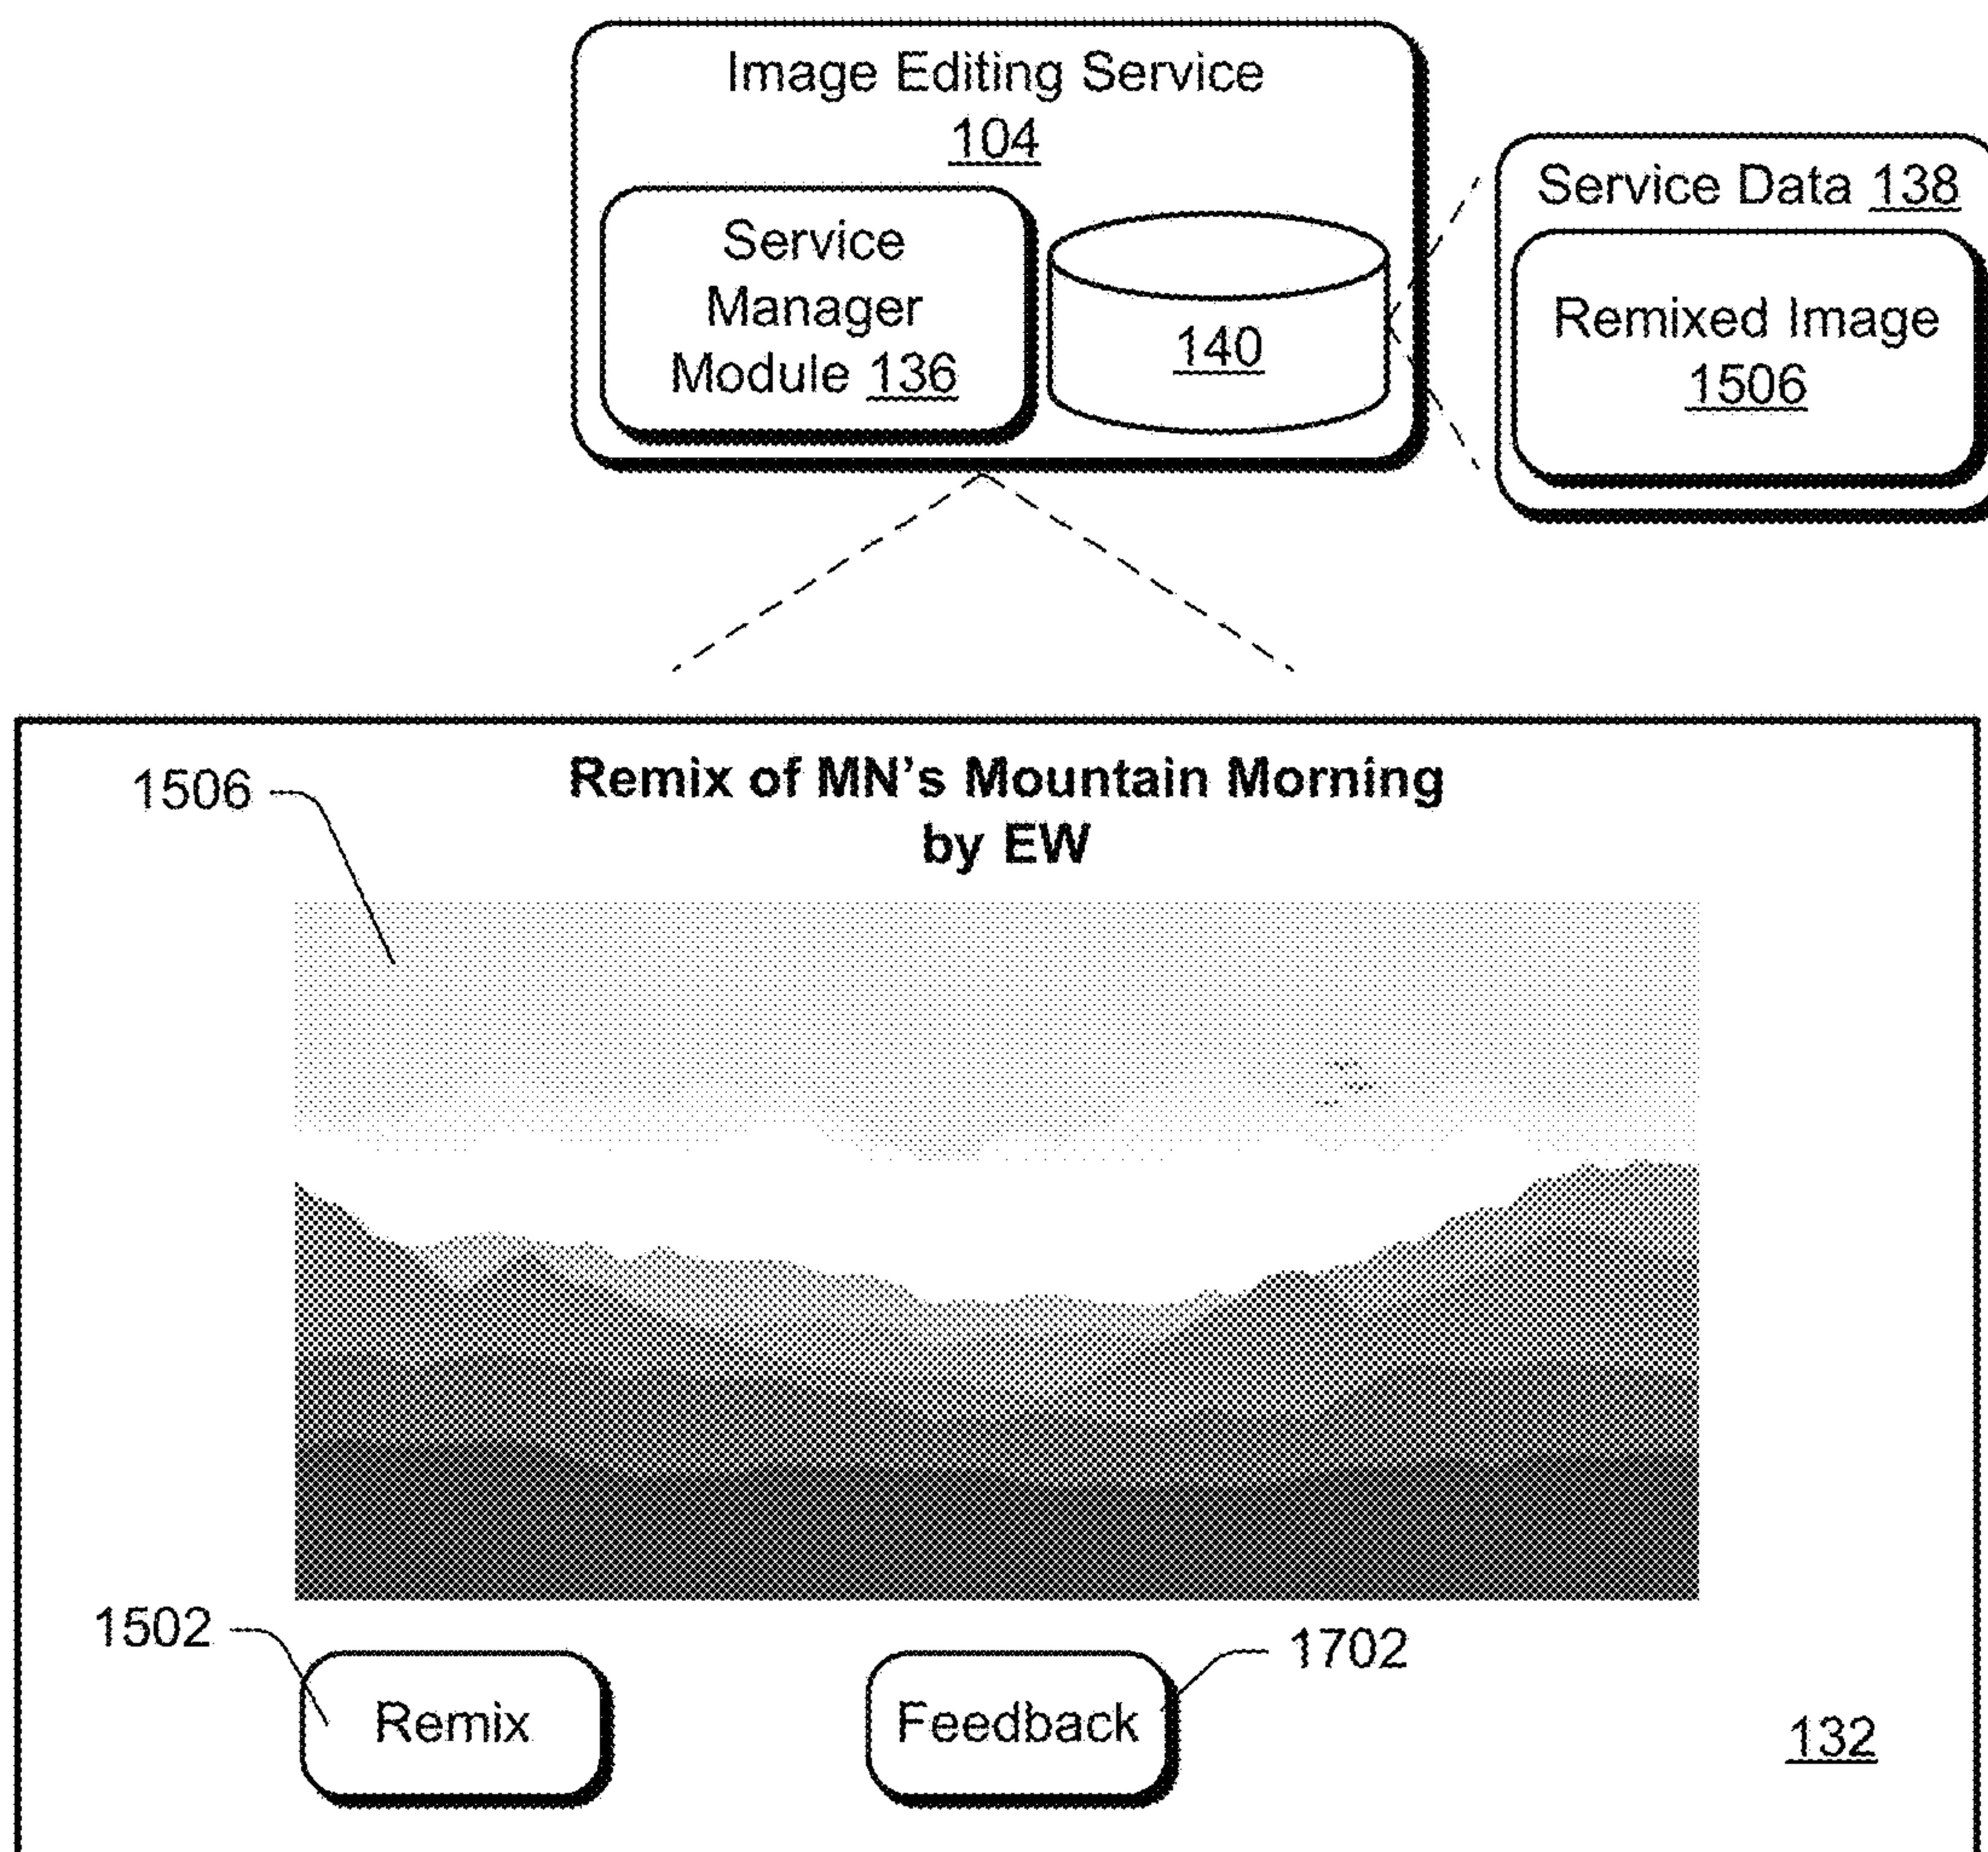 Image Editing Service
104
Service
Manager
Module 136
140
Service Data 138
Remixed Image
1506
1506
Remix of MN's Mountain Morning
by EW
1502
Remix
Feedback
1702
132